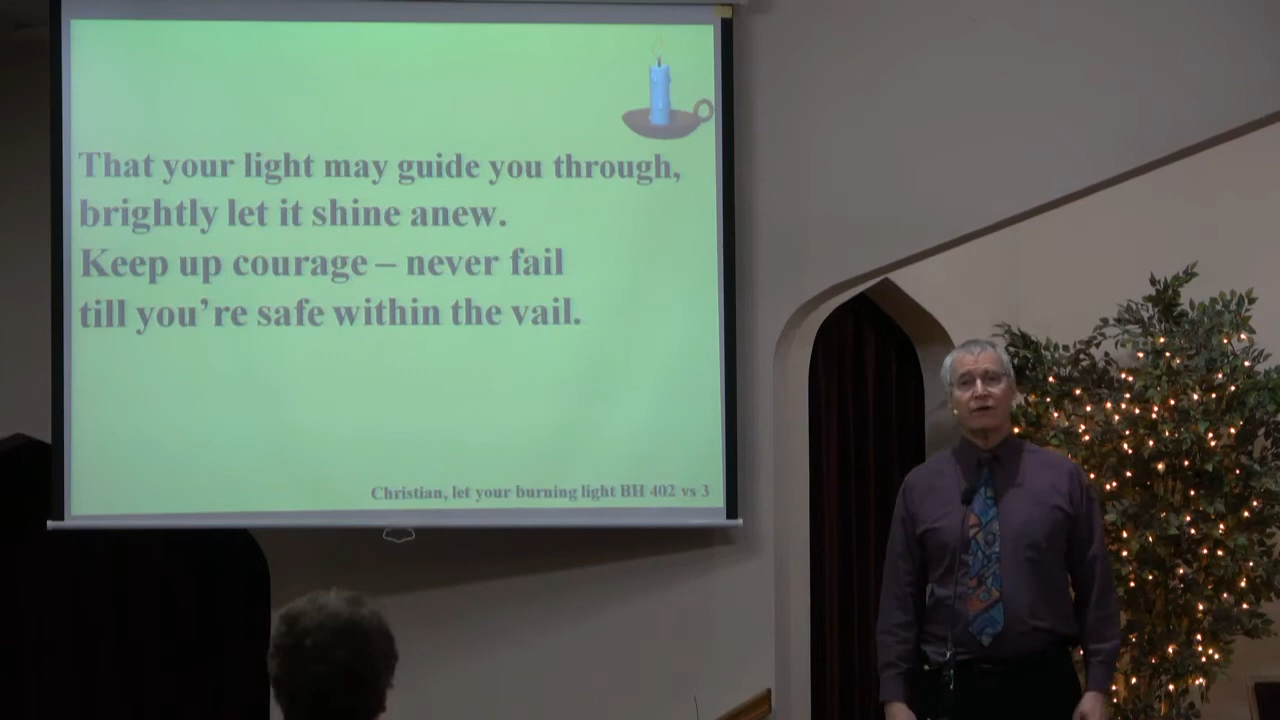 That your light may guide you through,
brightly let it shine anew.
Keep up courage – never fail
till you're safe within the vail.
Christian, let your burning light BH 402 vs 3